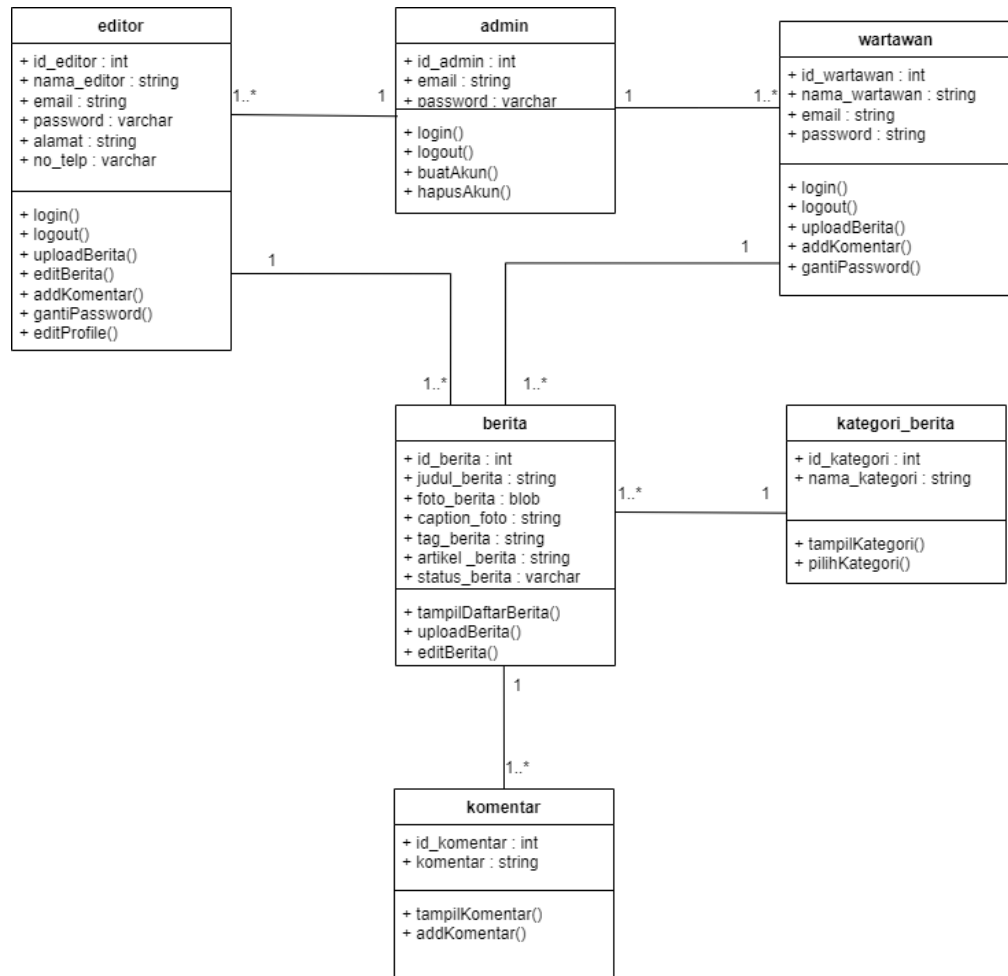 editor
+ id_editor : int
+ nama_editor : string
+ email : string
+ password : varchar
+ alamat : string
+ no_telp : varchar
+ login()
+ logout()
+ uploadBerita()
+ editBerita()
+ addKomentar()
+ gantiPassword()
+ editProfile()
1..*
1
admin
+ id_admin : int
+ email : string
+ password : varchar
+ login()
+ logout()
+ buatAkun()
+ hapusAkun()
1
1..*
wartawan
+ id_wartawan : int
+ nama_wartawan : string
+ email : string
+ password : string
+ login()
+ logout()
+ uploadBerita()
+ addKomentar()
+ gantiPassword()
1
1
1..*
1..*
berita
+ id_berita : int
+ judul_berita : string
+ foto_berita : blob
+ caption_foto : string
+ tag_berita : string
+ artikel _berita : string
+ status_berita : varchar
+ tampilDaftarBerita()
+ uploadBerita()
+ editBerita()
1..*
1
kategori_berita
+ id_kategori : int
+ nama_kategori : string
+ tampilKategori()
+ pilihKategori()
1
1..*
komentar
+ id_komentar : int
+ komentar : string
+ tampilKomentar()
+ addKomentar()